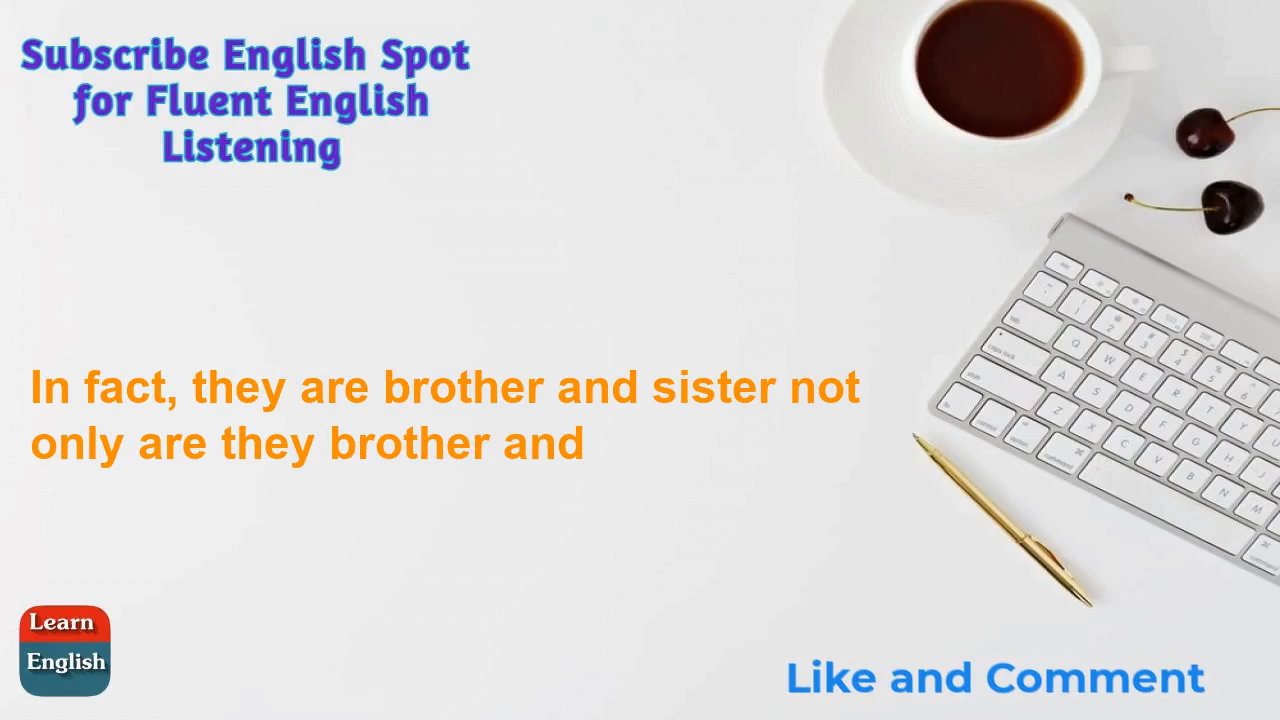 Subscribe English Spot
for Fluent English
Listening
In fact, they are brother and sister not
only are they brother and
Learn
English
Like and Comment